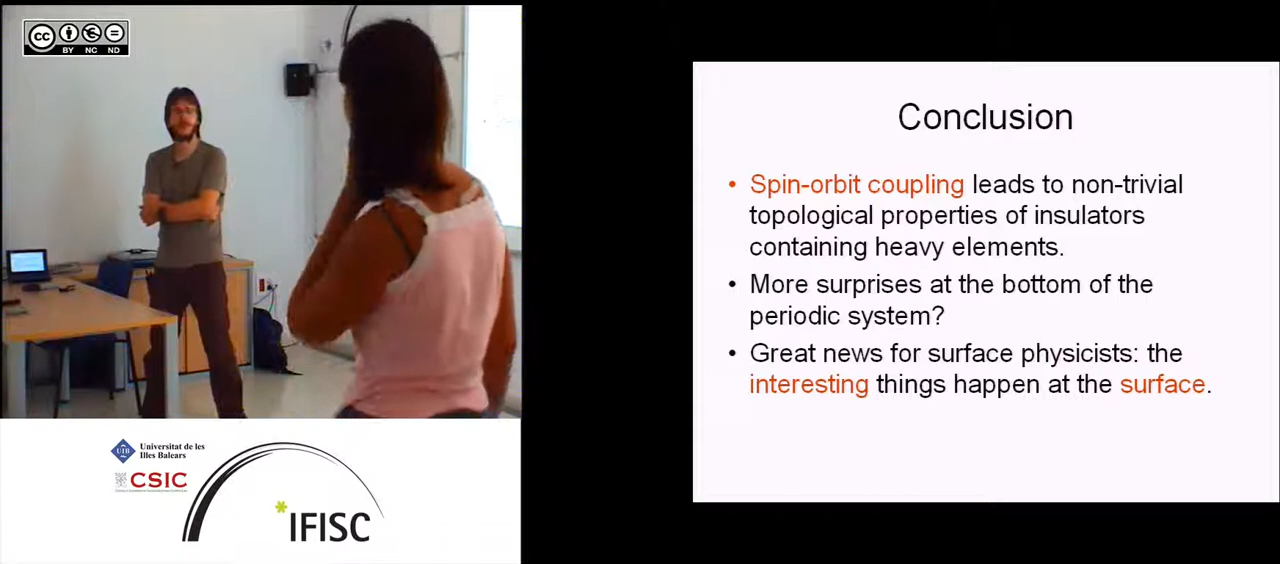 cc
BY NC ND
Conclusion
• Spin-orbit coupling leads to non-trivial
topological properties of insulators
containing heavy elements.
• More surprises at the bottom of the
periodic system?
• Great news for surface physicists: the
interesting things happen at the surface.
UIB
Universitat de les
Illes Balears
CSIC
*IFISC